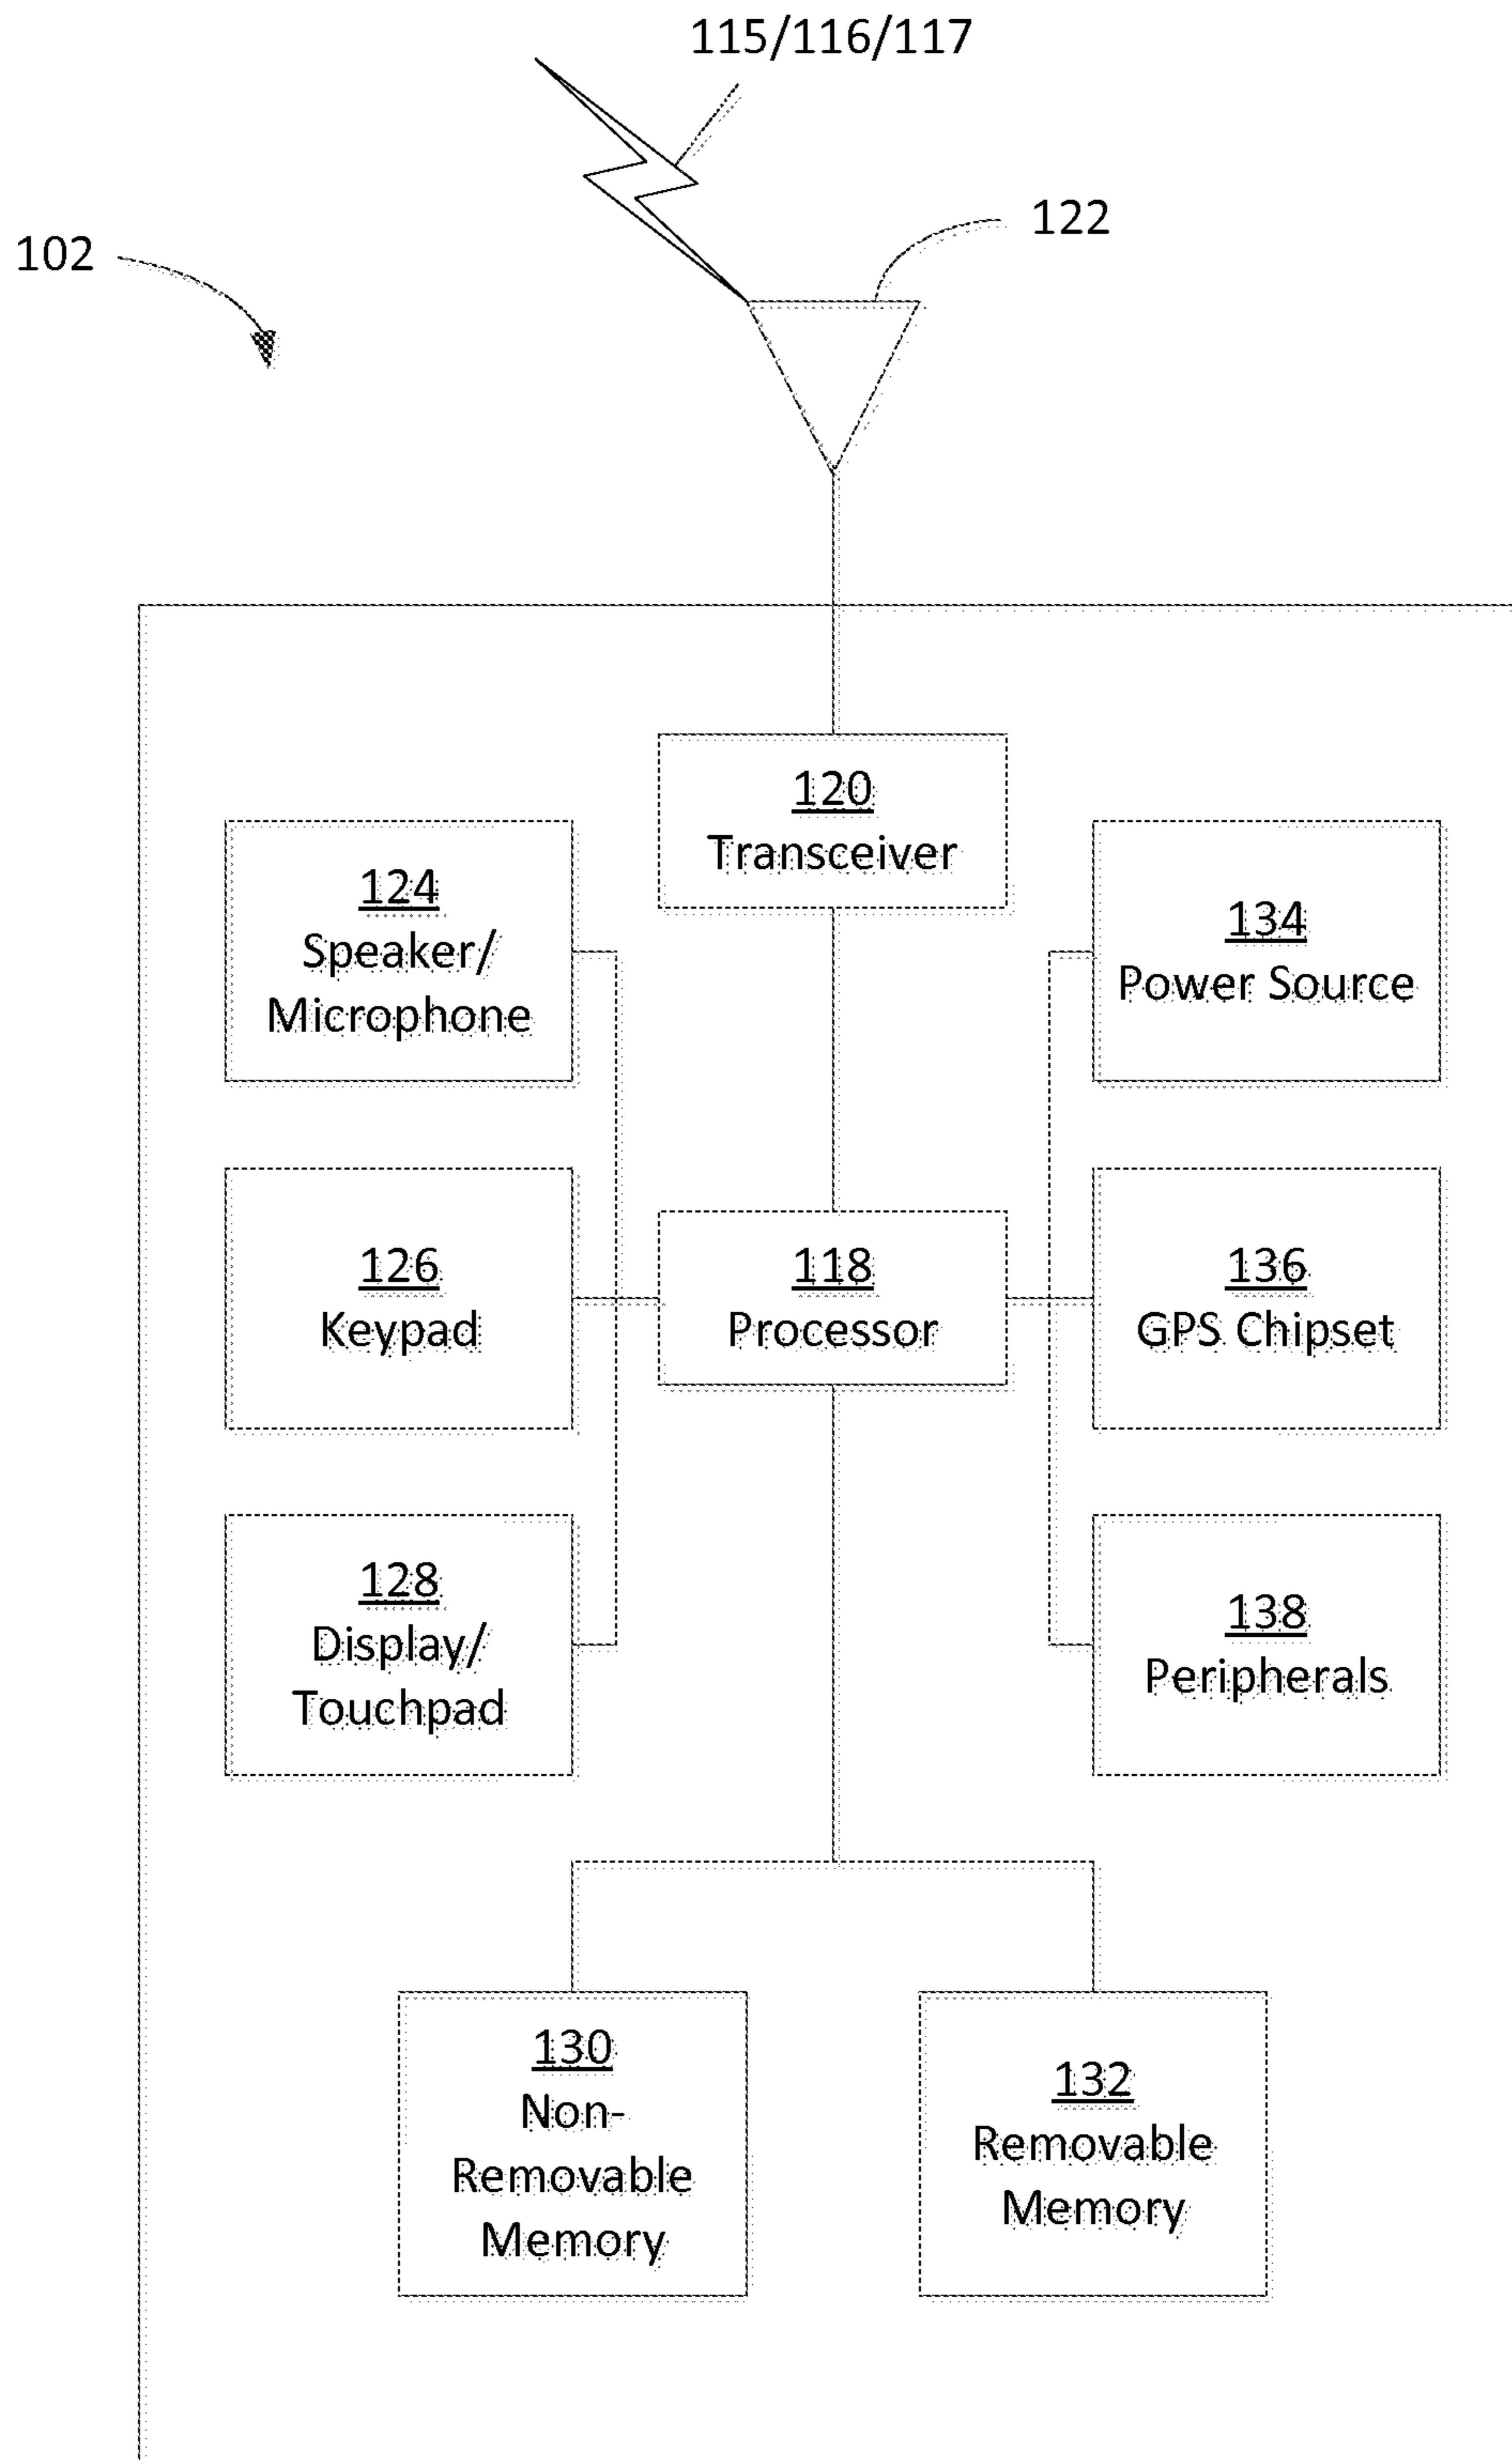 115/116/117
122
102
120
Transceiver
124
Speaker/
Microphone
134
Power Source
126
Keypad
118
Processor
136
GPS Chipset
128
Display/
Touchpad
138
Peripherals
130
Non-
Removable
Memory
132
Removable
Memory